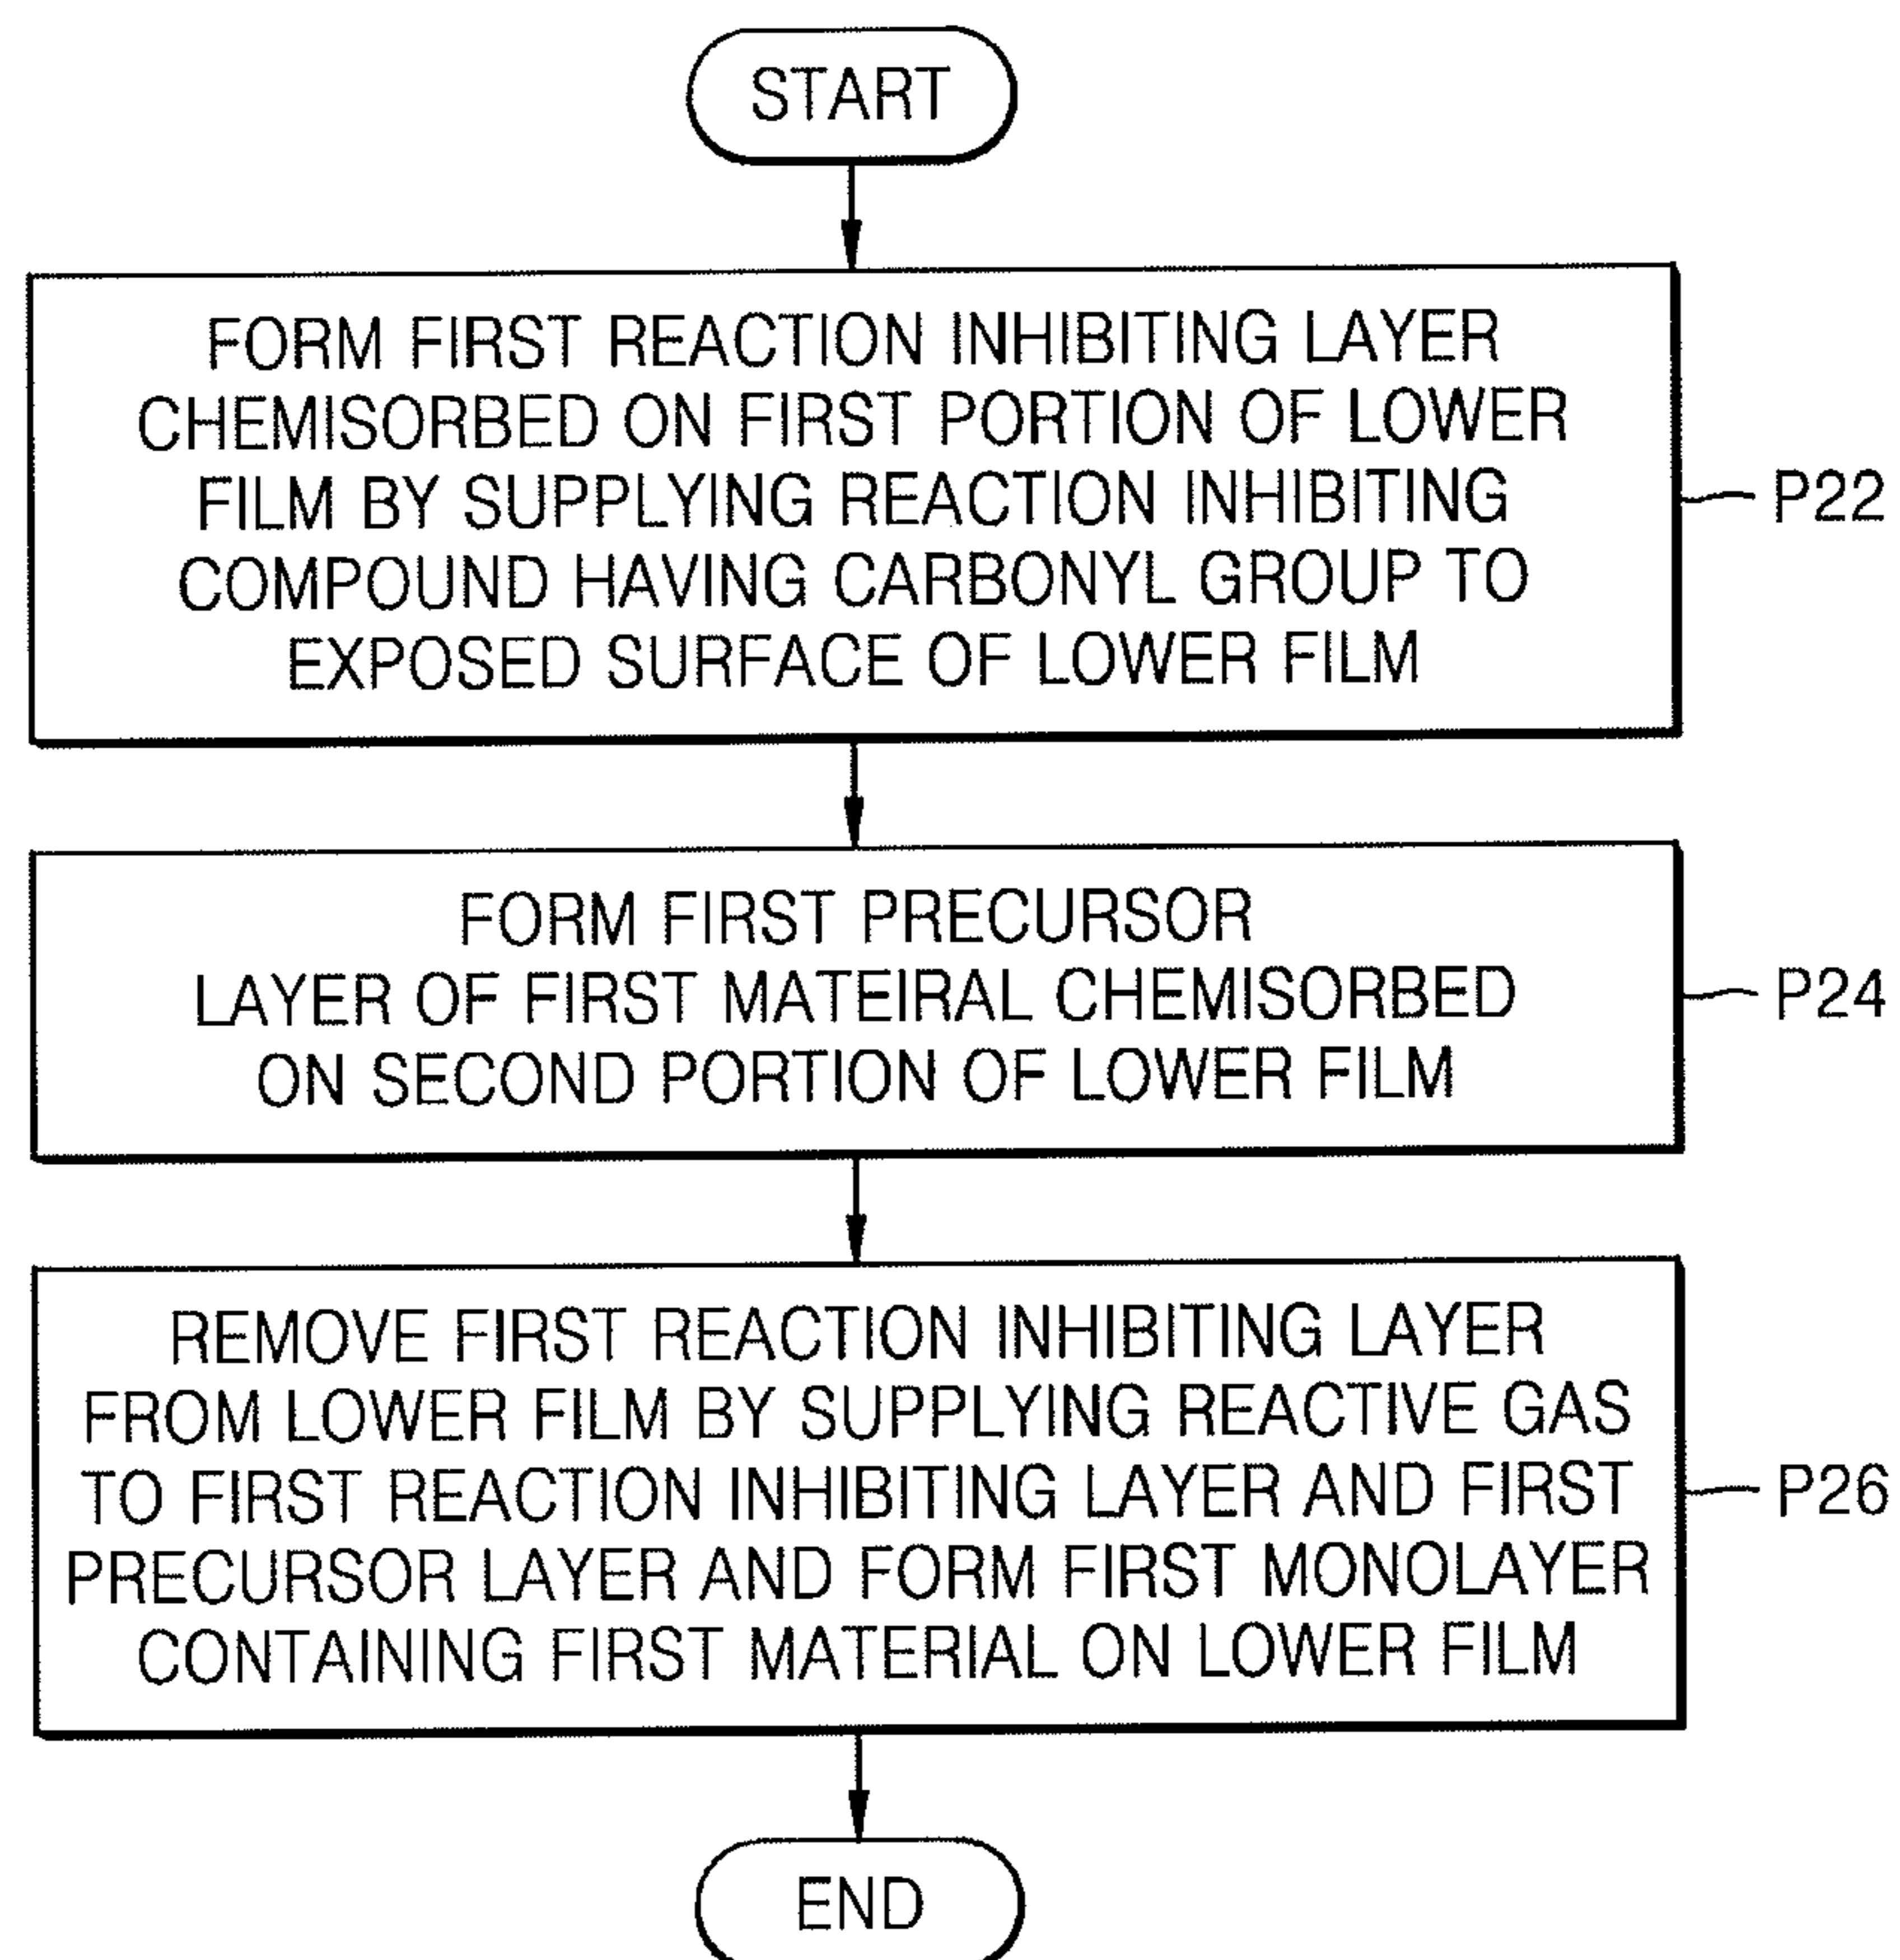 START
FORM FIRST REACTION INHIBITING LAYER
CHEMISORBED ON FIRST PORTION OF LOWER
FILM BY SUPPLYING REACTION INHIBITING
COMPOUND HAVING CARBONYL GROUP TO
EXPOSED SURFACE OF LOWER FILM
P22
FORM FIRST PRECURSOR
LAYER OF FIRST MATEIRAL CHEMISORBED
ON SECOND PORTION OF LOWER FILM
P24
REMOVE FIRST REACTION INHIBITING LAYER
FROM LOWER FILM BY SUPPLYING REACTIVE GAS
TO FIRST REACTION INHIBITING LAYER AND FIRST
PRECURSOR LAYER AND FORM FIRST MONOLAYER
CONTAINING FIRST MATERIAL ON LOWER FILM
P26
END